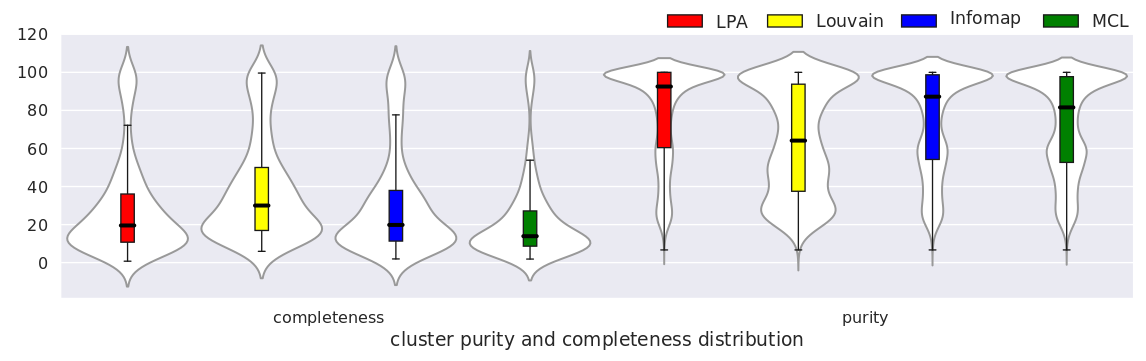 LPA Louvain Infomap MCL
120
100
80
60
40
20
0
completeness purity
cluster purity and completeness distribution